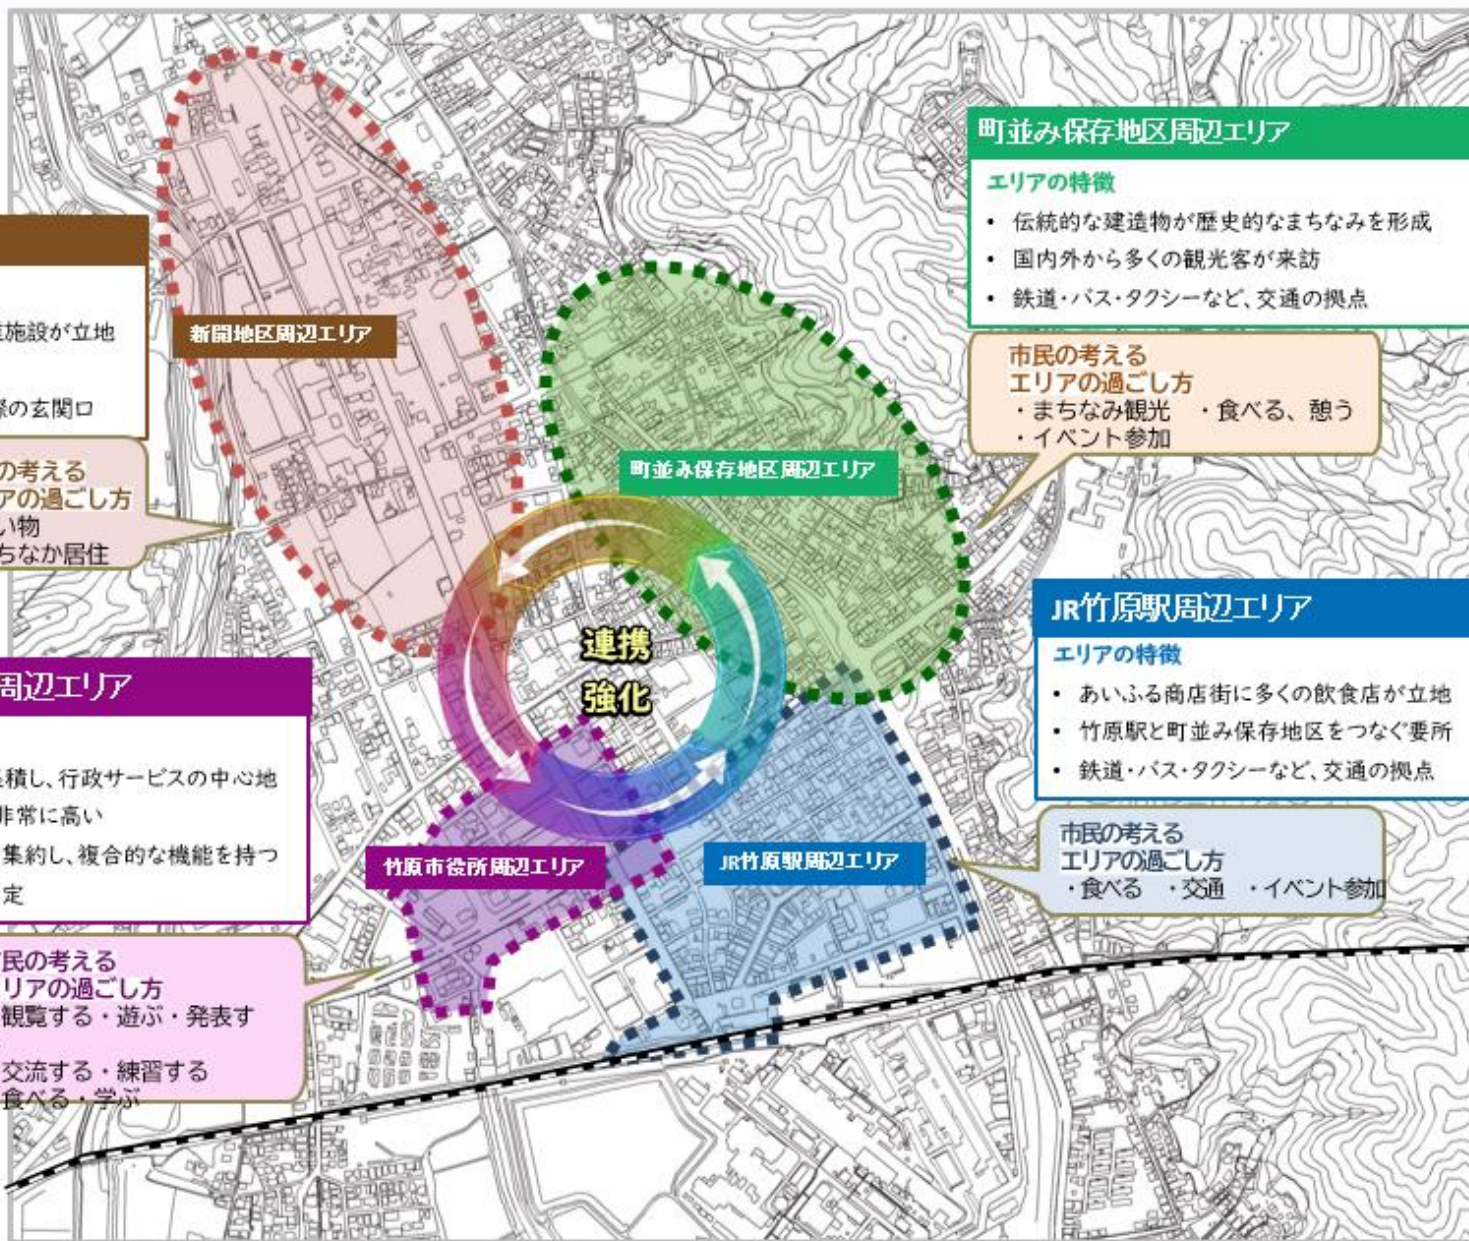 町並み保存地区周辺エリア
エリアの特徴
• 伝統的な建造物が歴史的なまちなみを形成
• 国内外から多くの観光客が来訪
• 鉄道・バス・タクシーなど、交通の拠点
市民の考える
エリアの過ごし方
・まちなみ観光 ・食べる、憩う
・イベント参加
施設が立地
の玄関口
の考える
アの過ごし方
い物
ちなか居住
新開地区周辺エリア
町並み保存地区周辺エリア
連携
強化
JR竹原駅周辺エリア
エリアの特徴
• あいふる商店街に多くの飲食店が立地
• 竹原駅と町並み保存地区をつなぐ要所
• 鉄道・バス・タクシーなど、交通の拠点
市民の考える
エリアの過ごし方
・食べる ・交通 ・イベント参加
周辺エリア
積し、行政サービスの中心地
非常に高い
集約し、複合的な機能を持つ
定
民の考える
リアの過ごし方
観覧する・遊ぶ・発表す
交流する・練習する
食べる・学ぶ
竹原市役所周辺エリア
JR竹原駅周辺エリア